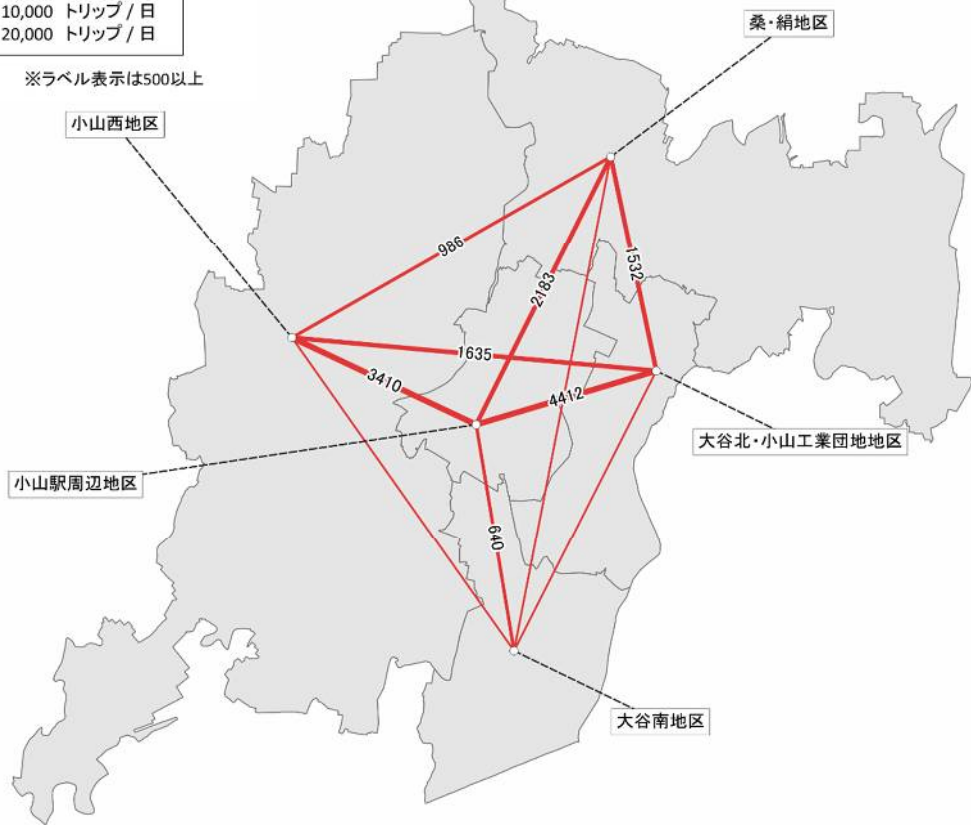 10,000 トリップ / 日
20,000 トリップ / 日
※ラベル表示は500以上
桑・絹地区
小山西地区
986
2183
1532
1635
3410
4412
大谷北・小山工業団地地区
小山駅周辺地区
640
大谷南地区